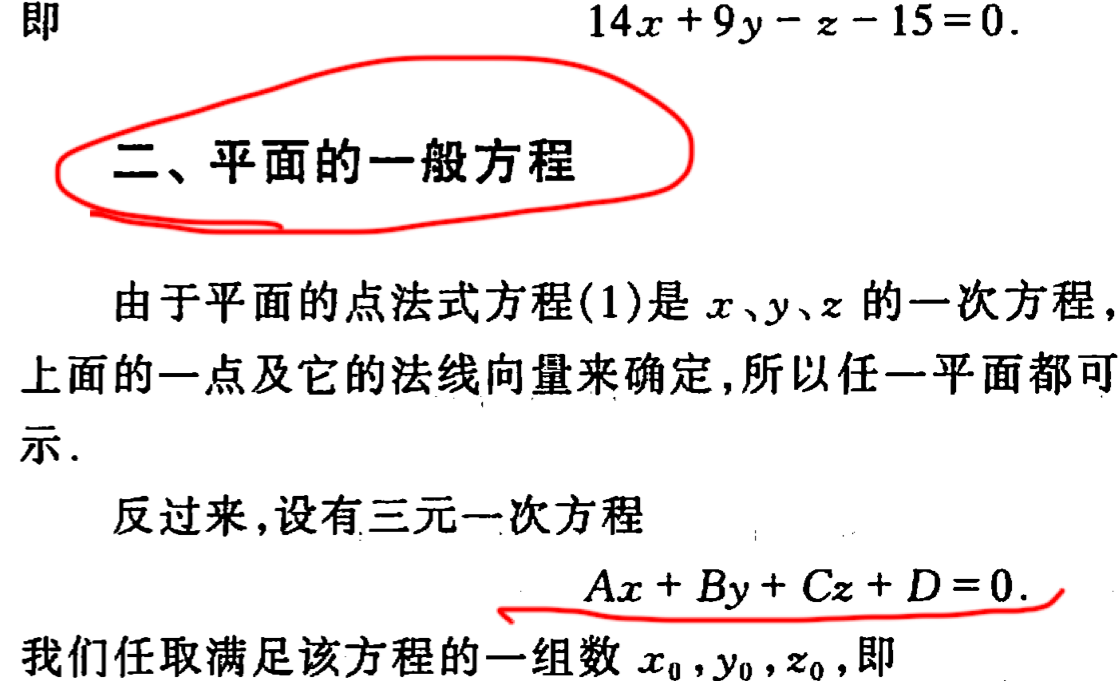 即 14x + 9y - z - 15 = 0.
二、平面的一般方程
由于平面的点法式方程(1)是 x、y、z 的一次方程,
上面的一点及它的法线向量来确定,所以任一平面都可
示.
反过来,设有三元一次方程
Ax + By + Cz + D = 0.
我们任取满足该方程的一组数 x₀,y₀,z₀,即